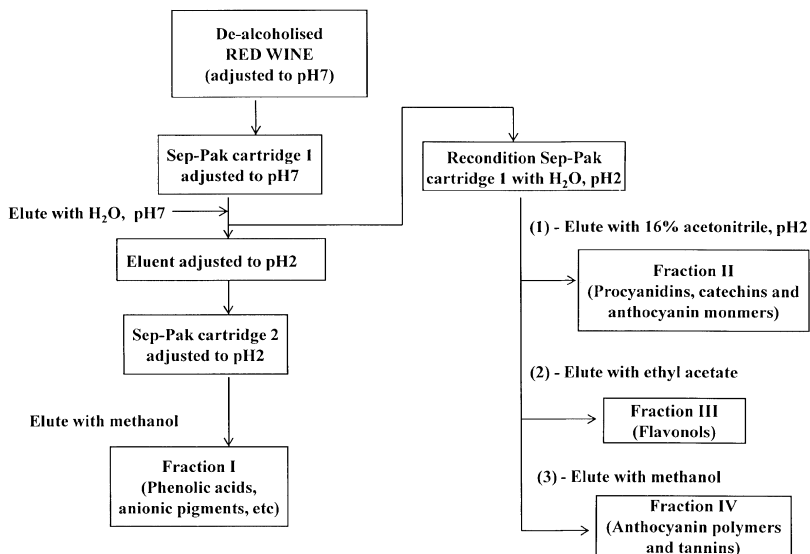 De-alcoholised
RED WINE
(adjusted to pH7)
Sep-Pak cartridge 1
adjusted to pH7
Elute with H₂O, pH7
Eluent adjusted to pH2
Sep-Pak cartridge 2
adjusted to pH2
Elute with methanol
Fraction I
(Phenolic acids,
anionic pigments, etc)
Recondition Sep-Pak
cartridge 1 with H₂O, pH2
(1) - Elute with 16% acetonitrile, pH2
Fraction II
(Procyanidins, catechins and
anthocyanin monmers)
(2) - Elute with ethyl acetate
Fraction III
(Flavonols)
(3) - Elute with methanol
Fraction IV
(Anthocyanin polymers
and tannins)